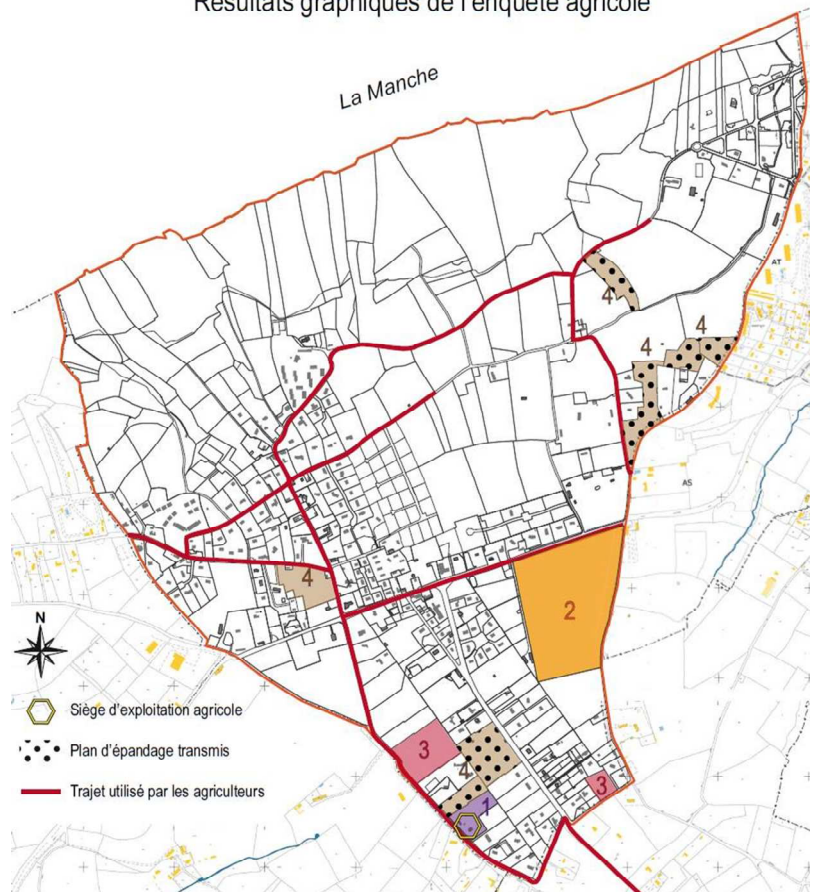 Résultats graphiques de l'enquête agricole
La Manche
AT
4
4
4
AS
4
2
N
Siège d'exploitation agricole
Plan d'épandage transmis
Trajet utilisé par les agriculteurs
3
4
3
1